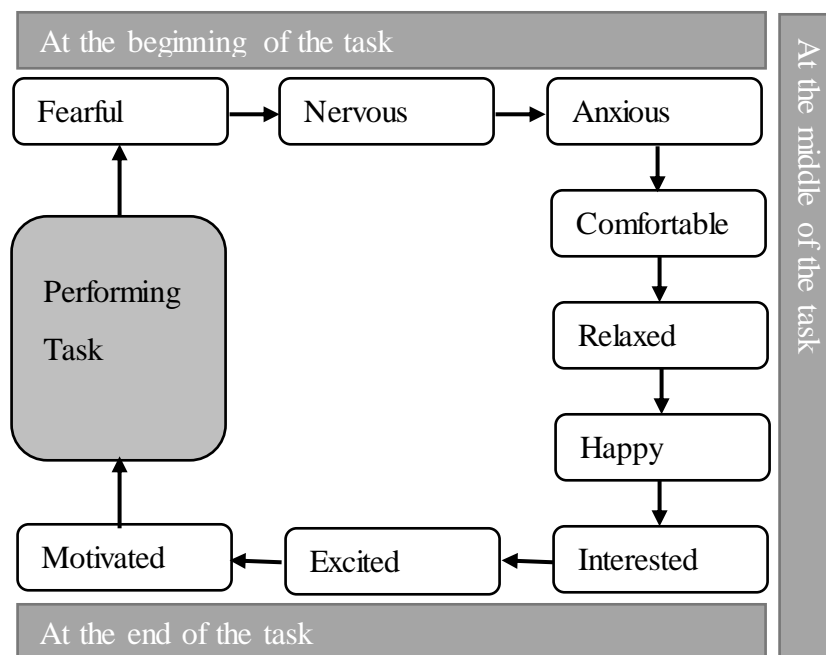 At the beginning of the task
At the middle of the task
Fearful
Nervous
Anxious
Comfortable
Performing
Task
Relaxed
Happy
Motivated
Excited
Interested
At the end of the task